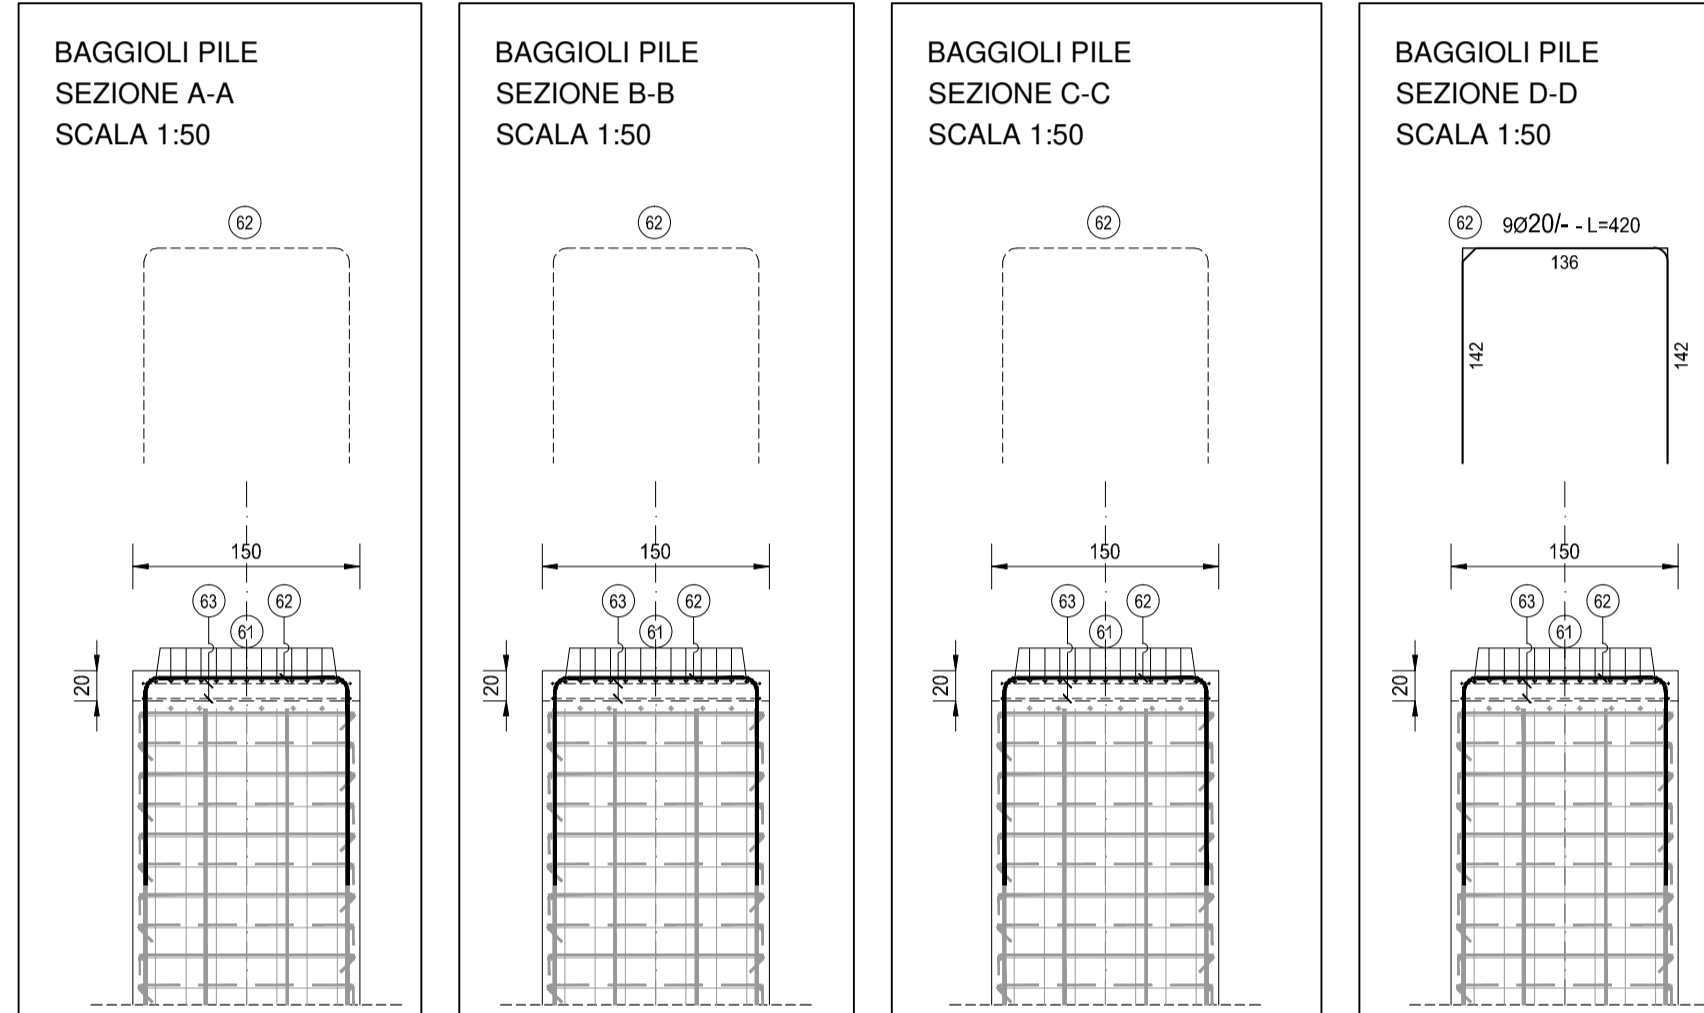 BAGGIOLI PILE
SEZIONE A-A
SCALA 1:50
62
150
63
62
61
20
BAGGIOLI PILE
SEZIONE B-B
SCALA 1:50
62
150
63
62
61
20
BAGGIOLI PILE
SEZIONE C-C
SCALA 1:50
62
150
63
62
61
20
BAGGIOLI PILE
SEZIONE D-D
SCALA 1:50
62 9Ø20/- - L=420
136
142
142
150
63
62
61
20